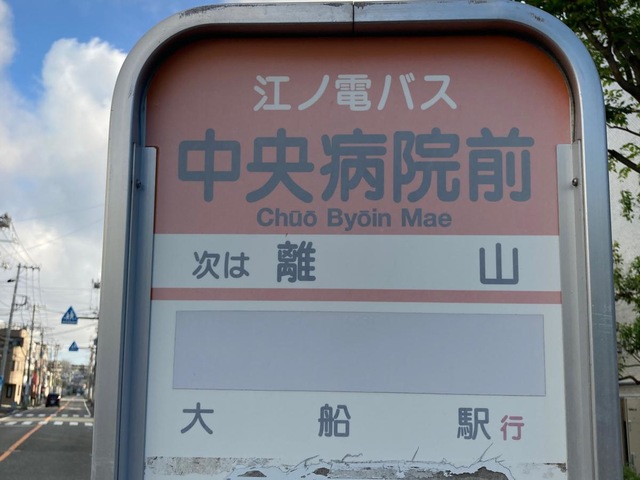 江ノ電バス
中央病院前
Chūō Byōin Mae
次は 離山
大船駅行